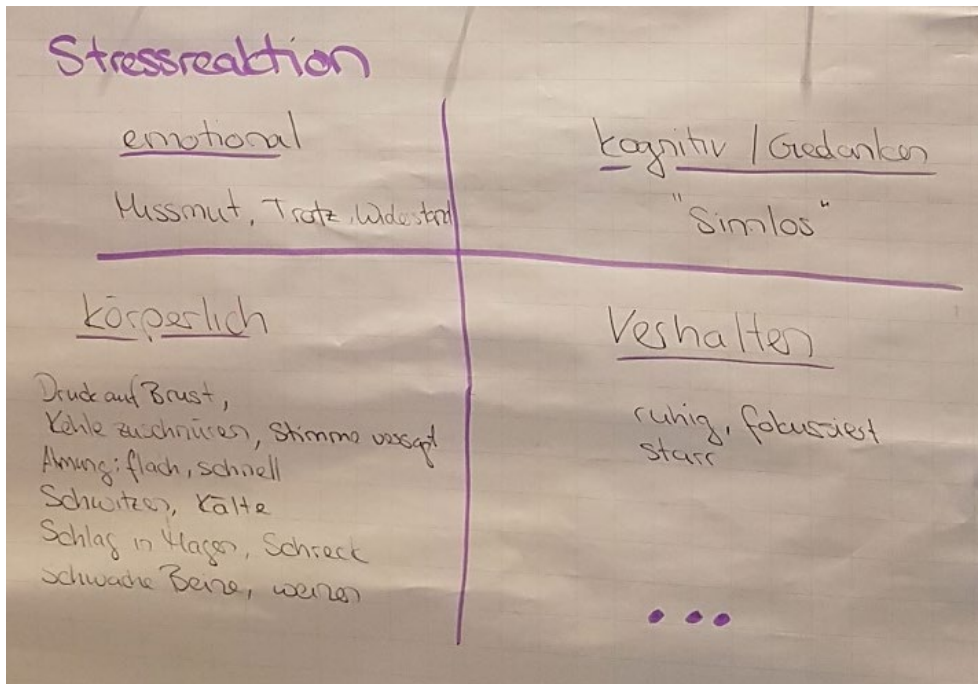 Stressreaktion
emotional
Missmut, Trotz, Widerstand
kognitiv / Gedanken
"Sinnlos"
körperlich
Druck auf Brust,
Kehle zuschnüren, Stimme versagt
Atmung: flach, schnell
Schwitzen, Kälte
Schlag in Magen, Schreck
schwache Beine, weinen
Verhalten
ruhig, fokussiert
starr
...